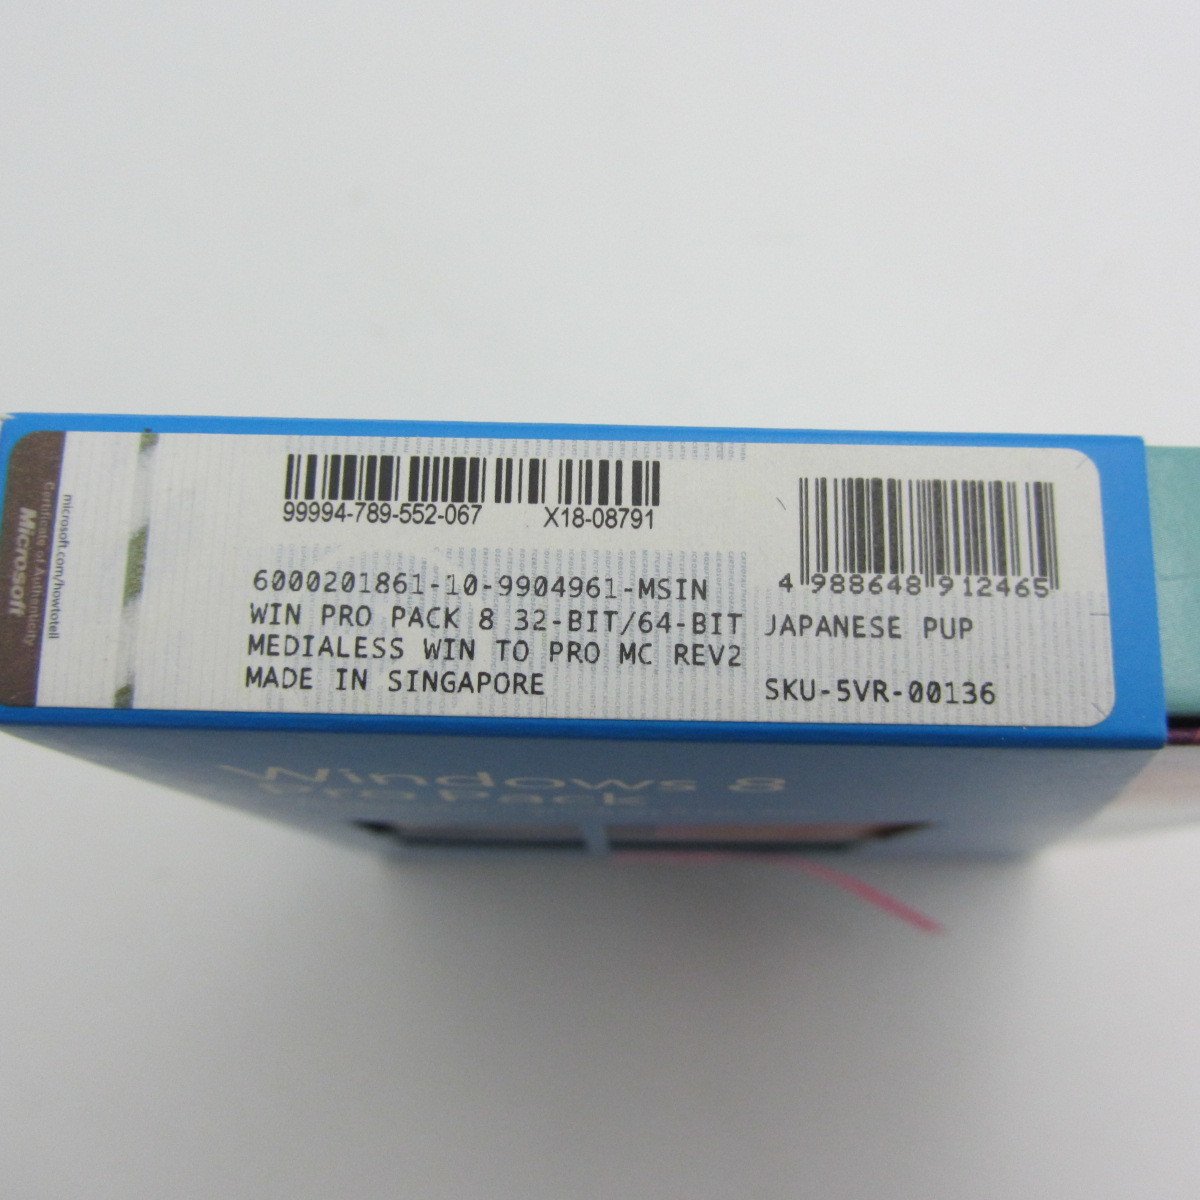 microsoft.com/howtotell
Certificate of Authenticity
Microsoft
99994-789-552-067 X18-08791
4 988648 912465
6000201861-10-9904961-MSIN
WIN PRO PACK 8 32-BIT/64-BIT JAPANESE PUP
MEDIALESS WIN TO PRO MC REV2
MADE IN SINGAPORE SKU-5VR-00136
Windows 8
Pro Pack